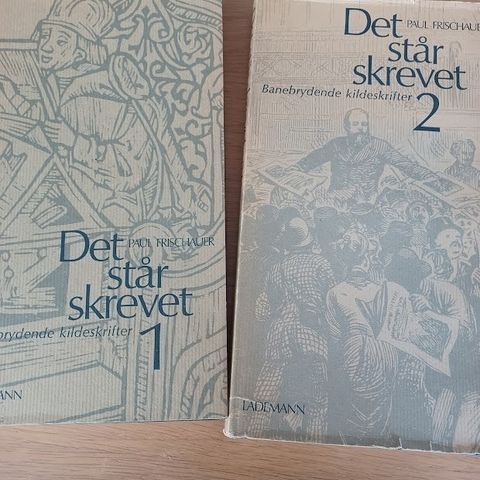 Det
PAUL FRISCHAUER
står
skrevet
brydende kildeskrifter
1
MANN
Det
PAUL FRISCHAUE
står
skrevet
Banebrydende kildeskrifter
2
LADEMANN